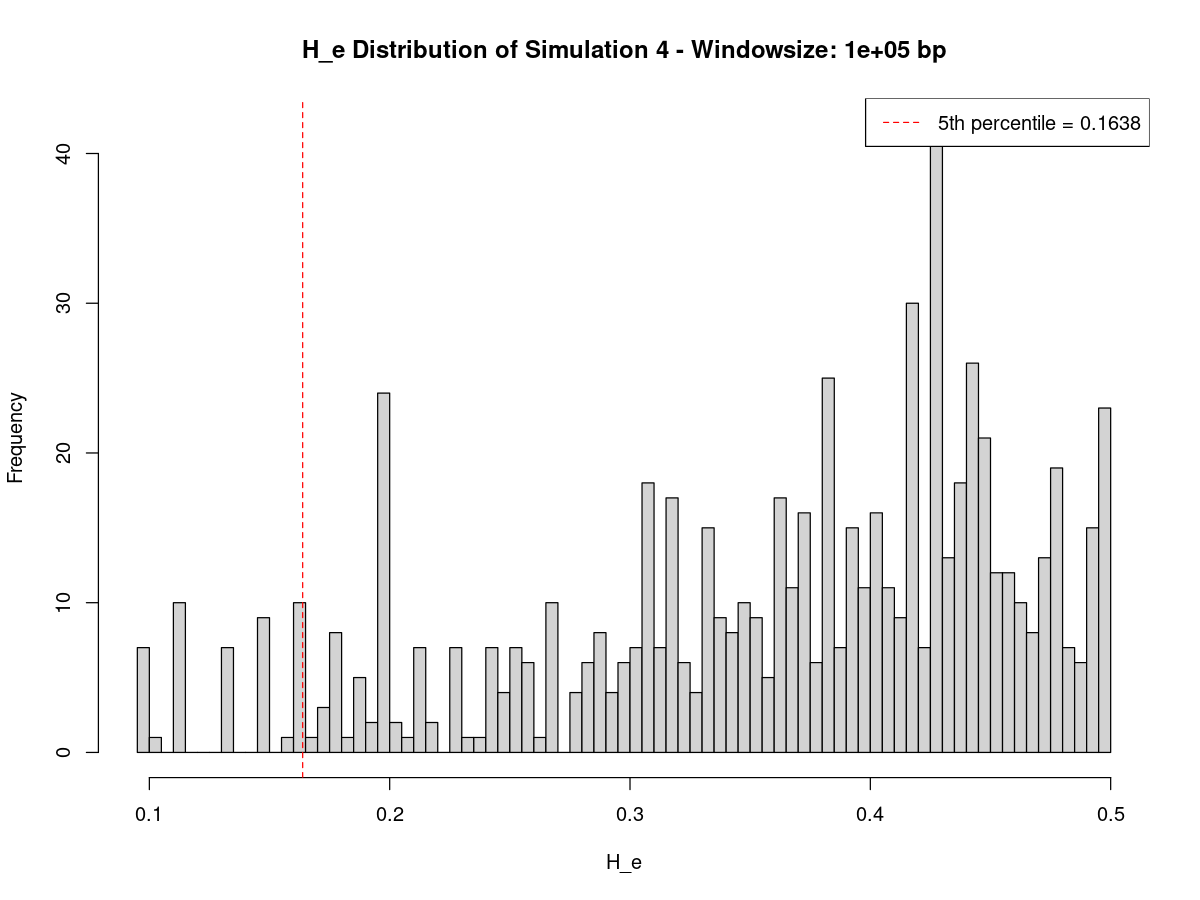 H_e Distribution of Simulation 4 - Windowsize: 1e+05 bp
5th percentile = 0.1638
Frequency
40
30
20
10
0
0.1 0.2 0.3 0.4 0.5
H_e